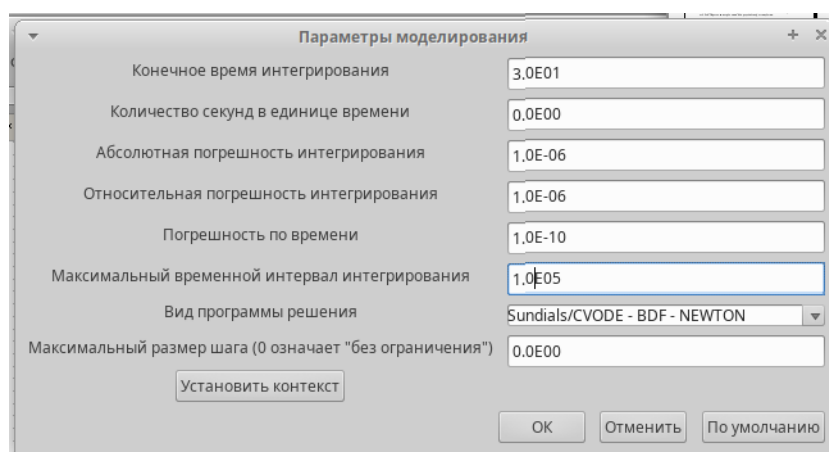 Параметры моделирования
Конечное время интегрирования 3.0E01
Количество секунд в единице времени 0.0E00
Абсолютная погрешность интегрирования 1.0E-06
Относительная погрешность интегрирования 1.0E-06
Погрешность по времени 1.0E-10
Максимальный временной интервал интегрирования 1.0E05
Вид программы решения Sundials/CVODE - BDF - NEWTON
Максимальный размер шага (0 означает "без ограничения") 0.0E00
Установить контекст
ОК Отменить По умолчанию